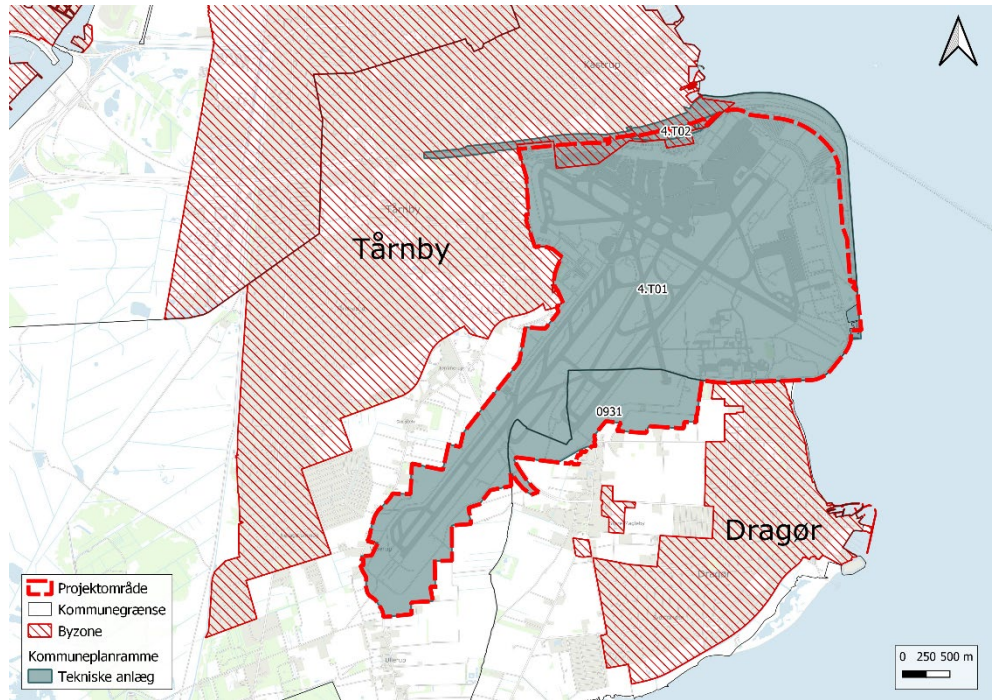 Kastrup
4.T02
Tårnby
Tårnby
4.T01
0931
Dragør
Dragør
Ullerup
Projektområde
Kommunegrænse
Byzone
Kommuneplanramme
Tekniske anlæg
0 250 500 m